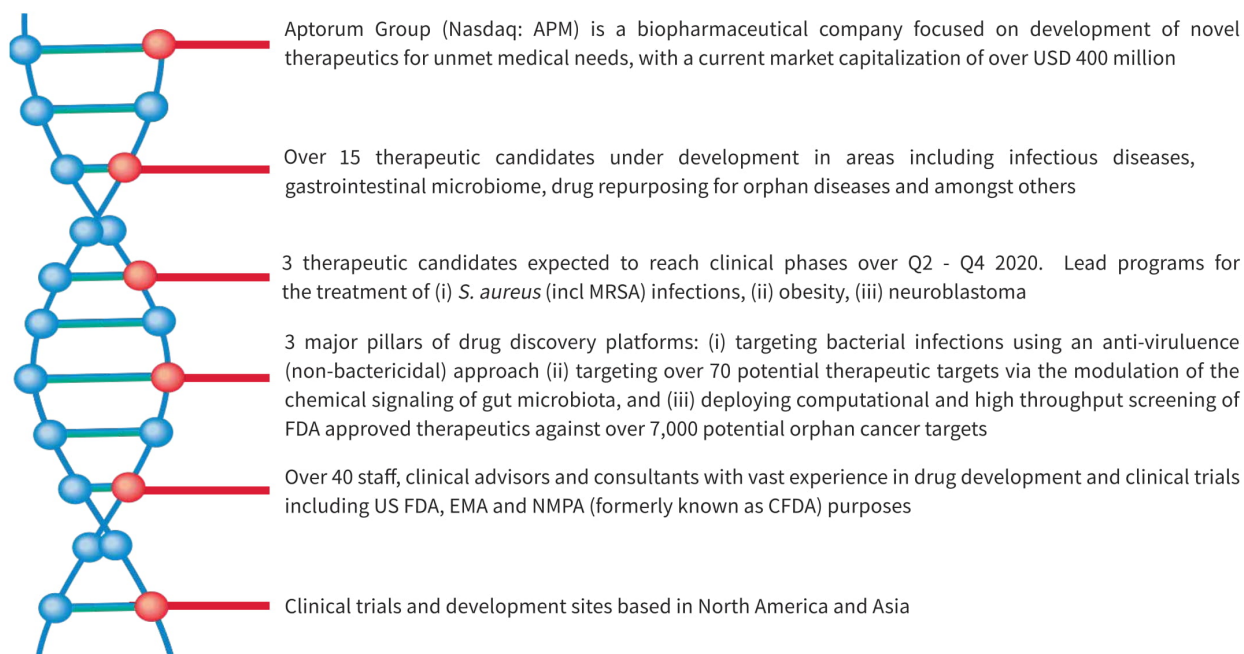 Aptorum Group (Nasdaq: APM) is a biopharmaceutical company focused on development of novel
therapeutics for unmet medical needs, with a current market capitalization of over USD 400 million
Over 15 therapeutic candidates under development in areas including infectious diseases,
gastrointestinal microbiome, drug repurposing for orphan diseases and amongst others
3 therapeutic candidates expected to reach clinical phases over Q2 - Q4 2020. Lead programs for
the treatment of (i) S. aureus (incl MRSA) infections, (ii) obesity, (iii) neuroblastoma
3 major pillars of drug discovery platforms: (i) targeting bacterial infections using an anti-viruluence
(non-bactericidal) approach (ii) targeting over 70 potential therapeutic targets via the modulation of the
chemical signaling of gut microbiota, and (iii) deploying computational and high throughput screening of
FDA approved therapeutics against over 7,000 potential orphan cancer targets
Over 40 staff, clinical advisors and consultants with vast experience in drug development and clinical trials
including US FDA, EMA and NMPA (formerly known as CFDA) purposes
Clinical trials and development sites based in North America and Asia